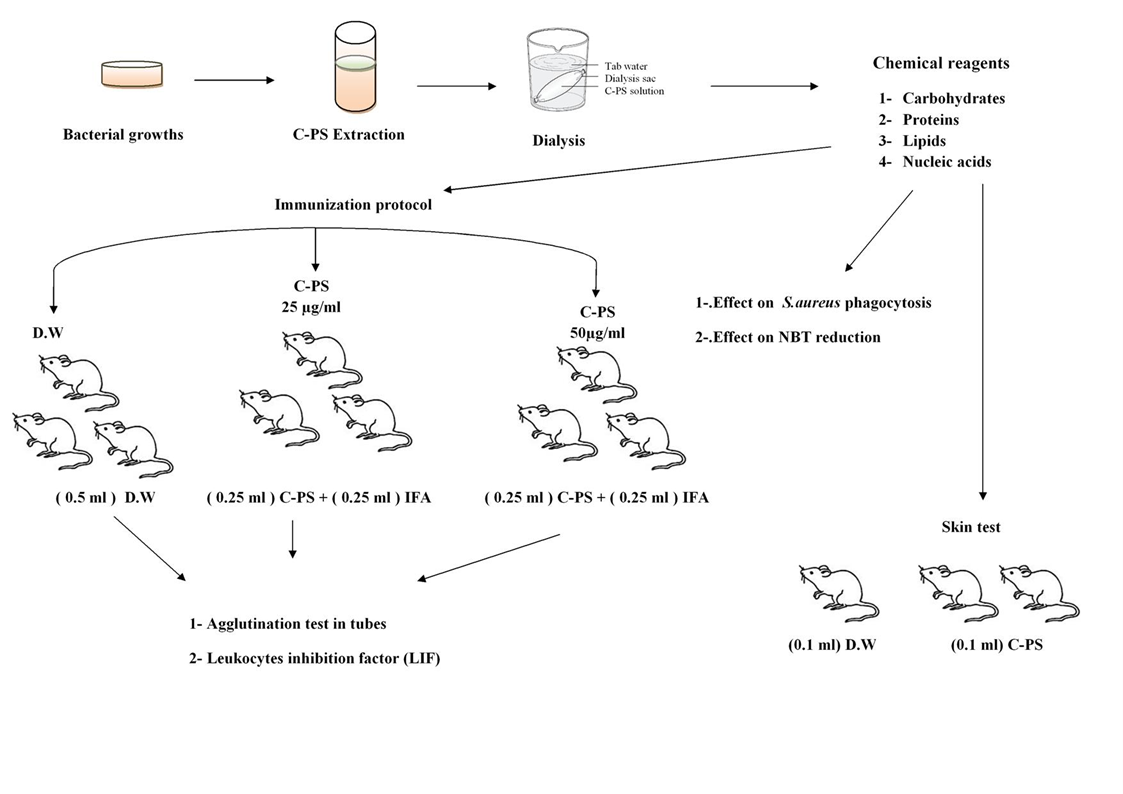 Bacterial growths
C-PS Extraction
Tab water
Dialysis sac
C-PS solution
Dialysis
Chemical reagents
1- Carbohydrates
2- Proteins
3- Lipids
4- Nucleic acids
Immunization protocol
D.W
C-PS
25 µg/ml
C-PS
50µg/ml
1-.Effect on S.aureus phagocytosis
2-.Effect on NBT reduction
( 0.5 ml ) D.W
( 0.25 ml ) C-PS + ( 0.25 ml ) IFA
( 0.25 ml ) C-PS + ( 0.25 ml ) IFA
Skin test
(0.1 ml) D.W
(0.1 ml) C-PS
1- Agglutination test in tubes
2- Leukocytes inhibition factor (LIF)